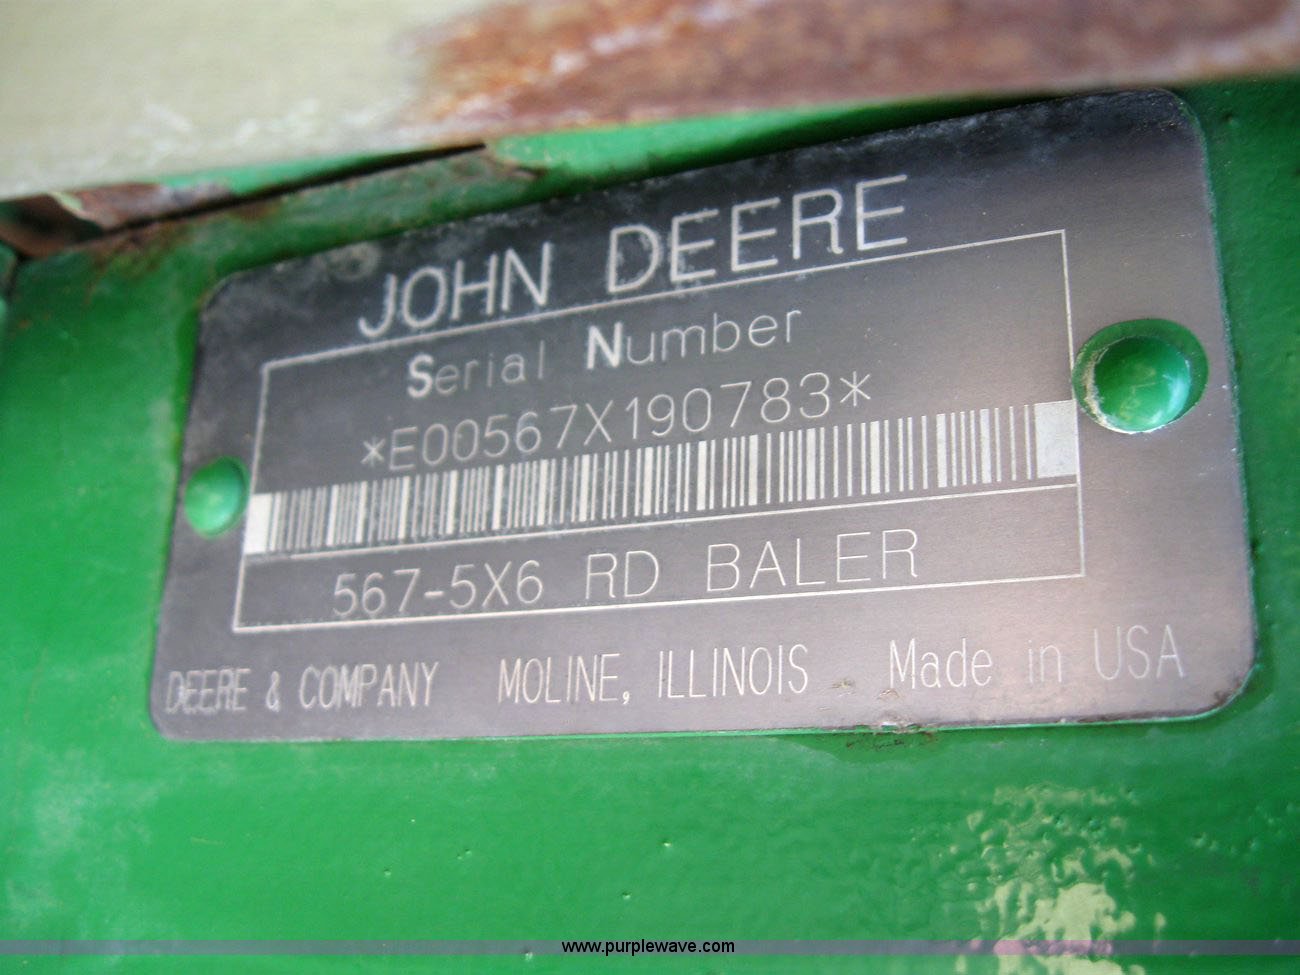 JOHN DEERE
Serial Number
*E00567X190783*
567-5X6 RD BALER
DEERE & COMPANY MOLINE, ILLINOIS Made in USA
www.purplewave.com